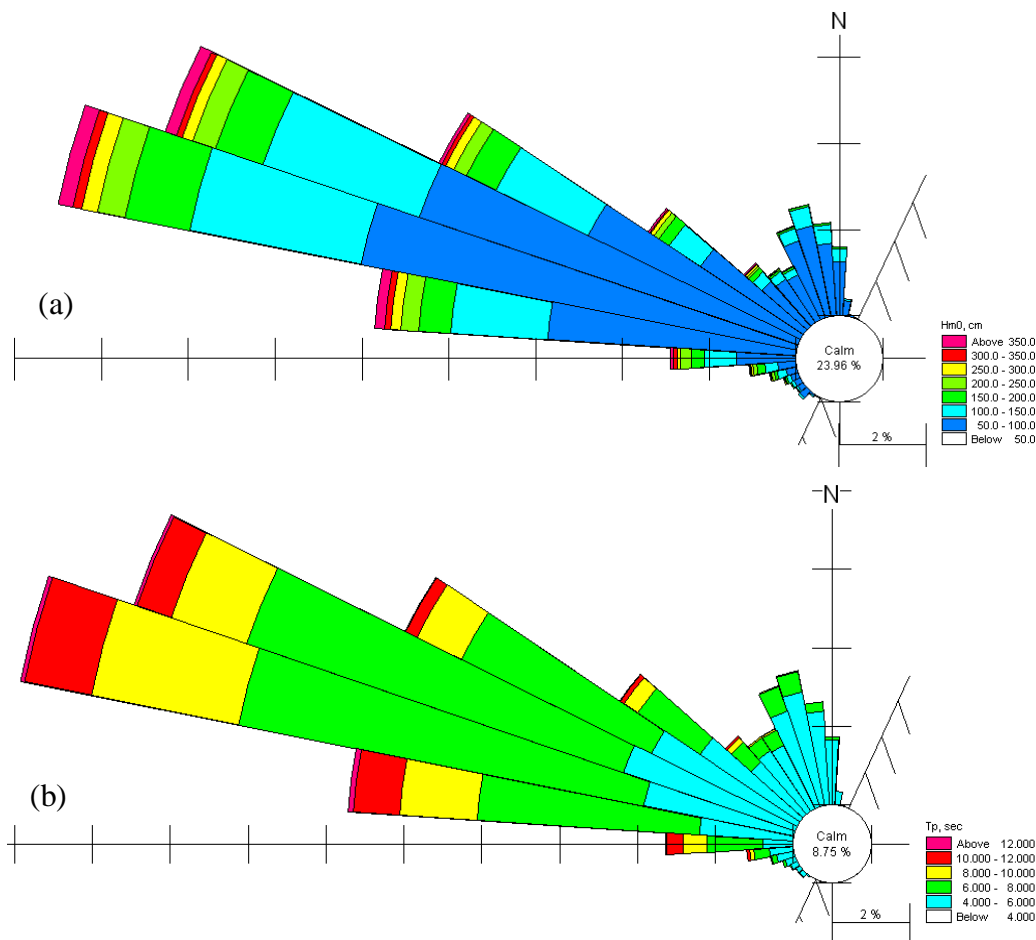 N
(a)
Calm
23.96 %
2 %
Hm0, cm
Above 350.0
300.0 - 350.0
250.0 - 300.0
200.0 - 250.0
150.0 - 200.0
100.0 - 150.0
50.0 - 100.0
Below 50.0
N
(b)
Calm
8.75 %
2 %
Tp, sec
Above 12.000
10.000 - 12.000
8.000 - 10.000
6.000 - 8.000
4.000 - 6.000
Below 4.000